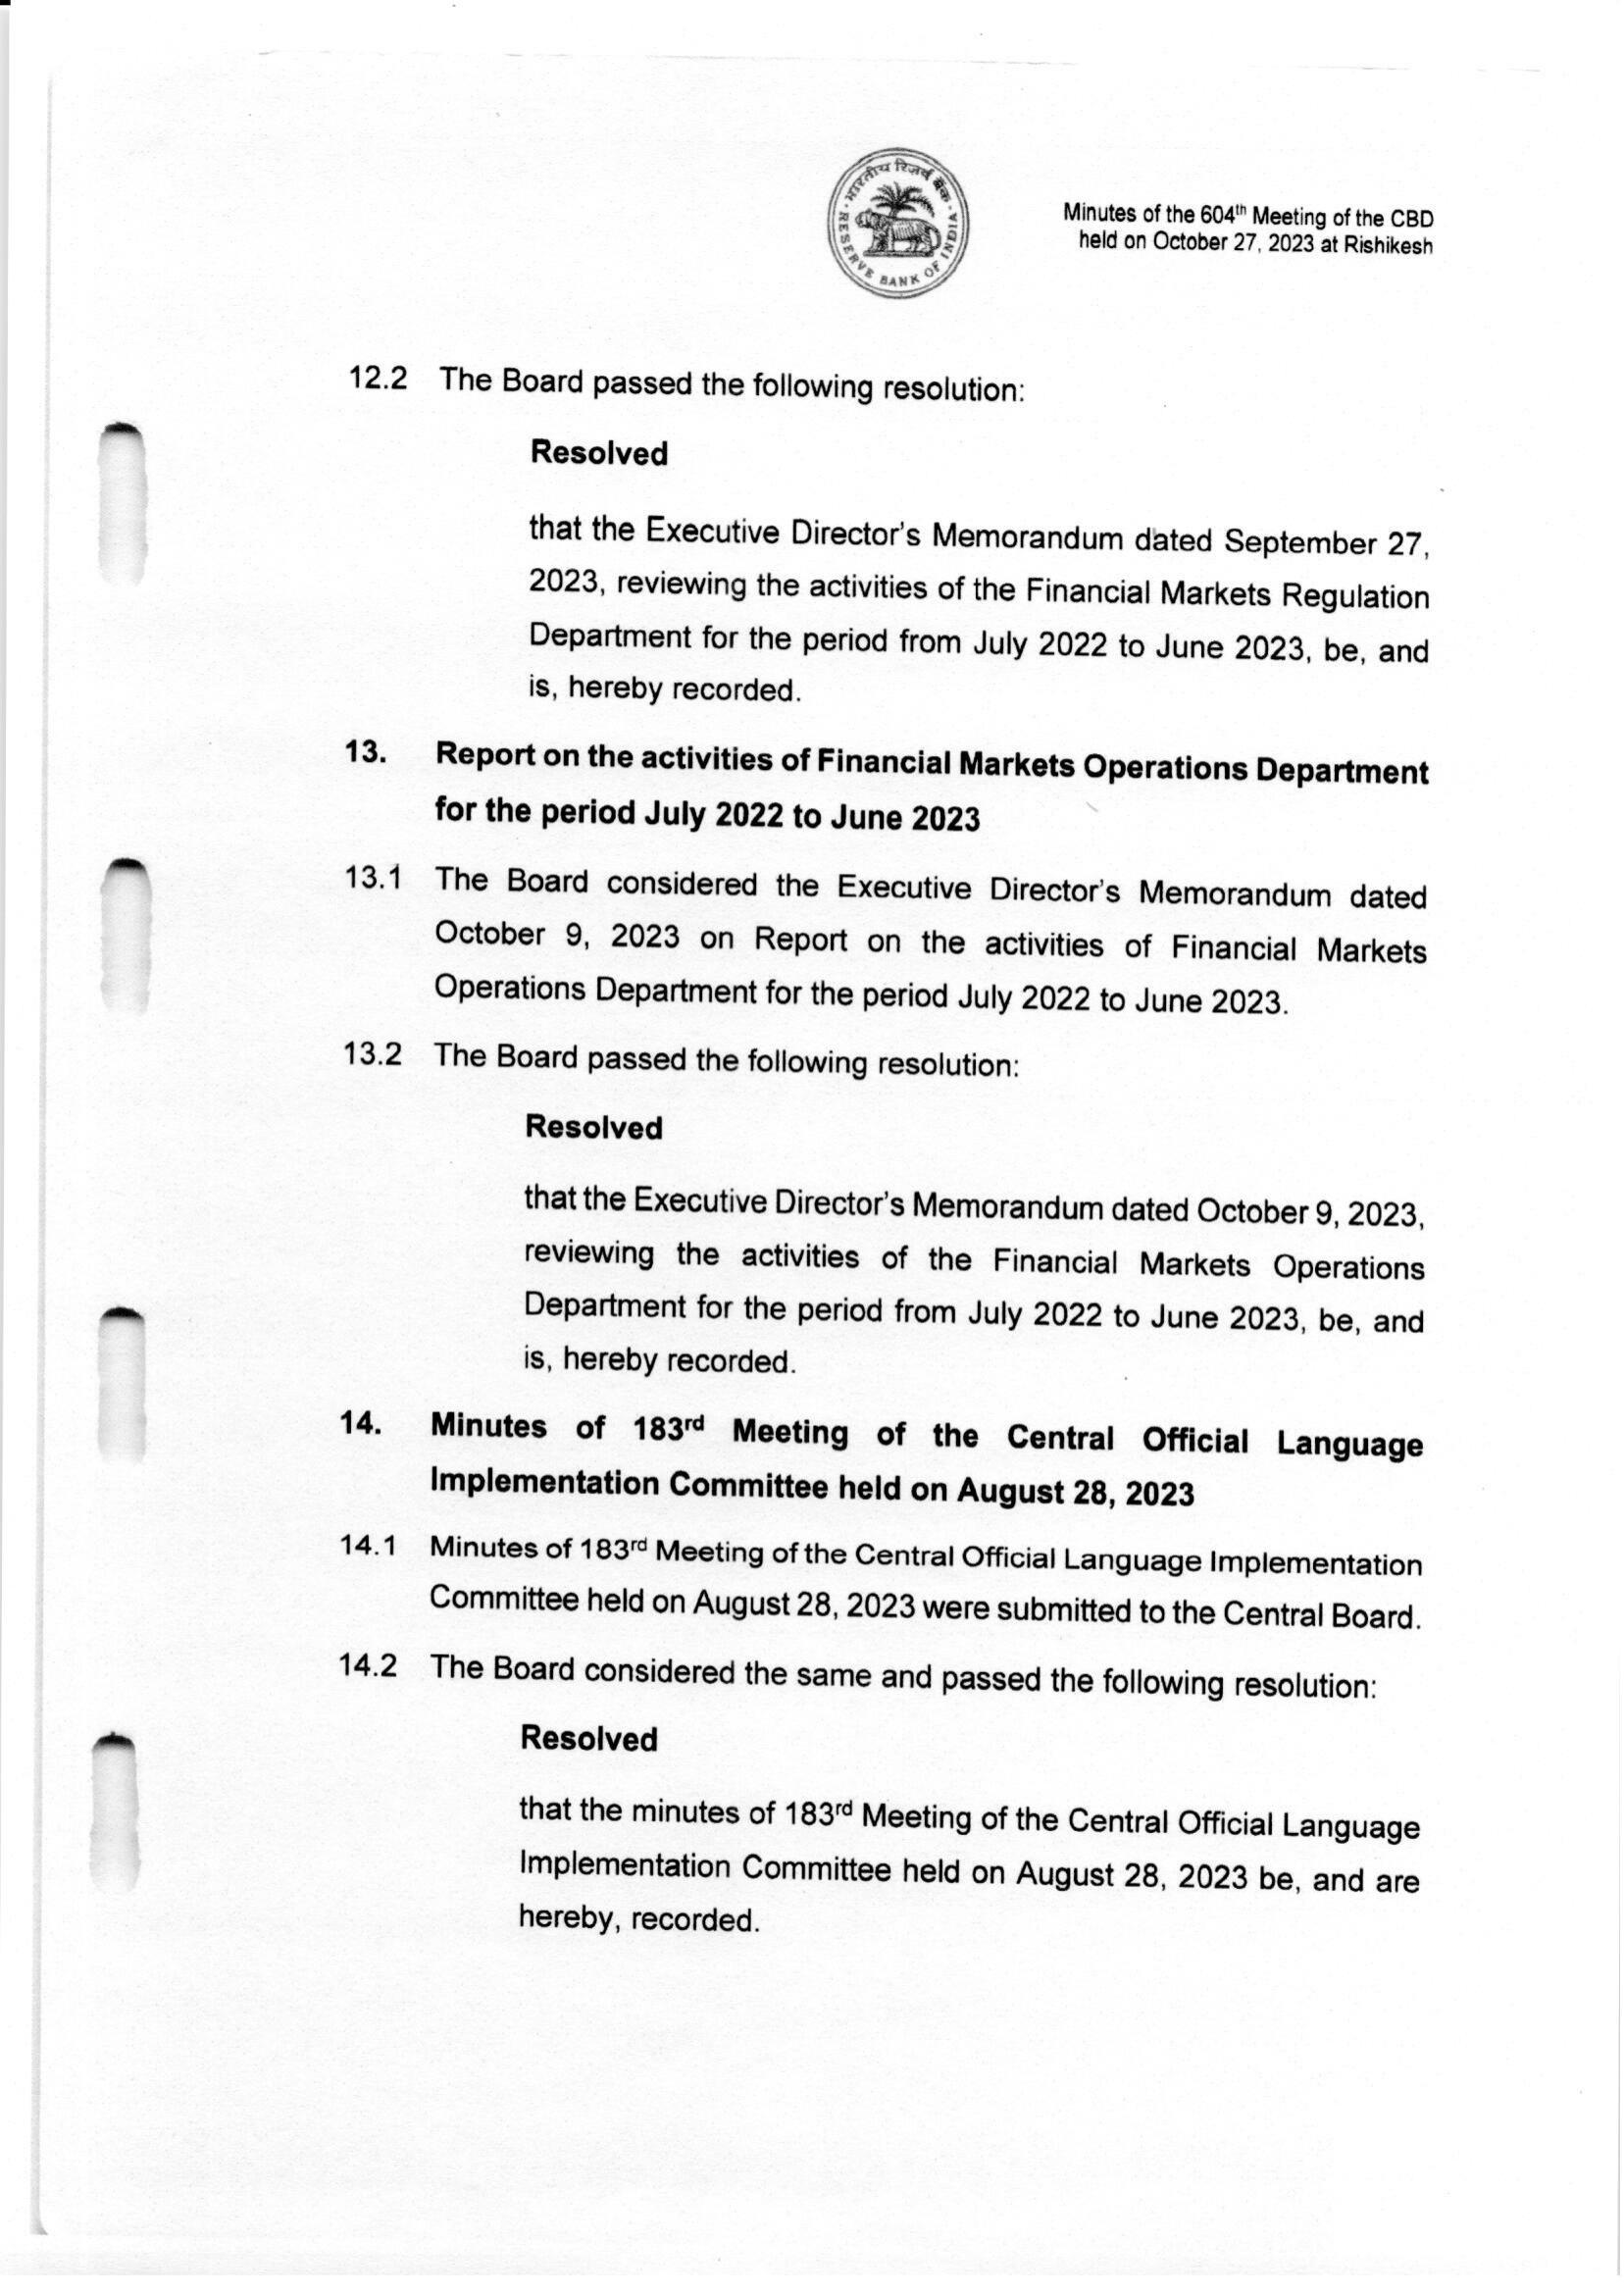 भारतीय रिज़र्व बैंक
RESERVE BANK OF INDIA
Minutes of the 604th Meeting of the CBD
held on October 27, 2023 at Rishikesh
12.2 The Board passed the following resolution:
Resolved
that the Executive Director's Memorandum dated September 27,
2023, reviewing the activities of the Financial Markets Regulation
Department for the period from July 2022 to June 2023, be, and
is, hereby recorded.
13. Report on the activities of Financial Markets Operations Department
for the period July 2022 to June 2023
13.1 The Board considered the Executive Director's Memorandum dated
October 9, 2023 on Report on the activities of Financial Markets
Operations Department for the period July 2022 to June 2023.
13.2 The Board passed the following resolution:
Resolved
that the Executive Director's Memorandum dated October 9, 2023,
reviewing the activities of the Financial Markets Operations
Department for the period from July 2022 to June 2023, be, and
is, hereby recorded.
14. Minutes of 183rd Meeting of the Central Official Language
Implementation Committee held on August 28, 2023
14.1 Minutes of 183rd Meeting of the Central Official Language Implementation
Committee held on August 28, 2023 were submitted to the Central Board.
14.2 The Board considered the same and passed the following resolution:
Resolved
that the minutes of 183rd Meeting of the Central Official Language
Implementation Committee held on August 28, 2023 be, and are
hereby, recorded.